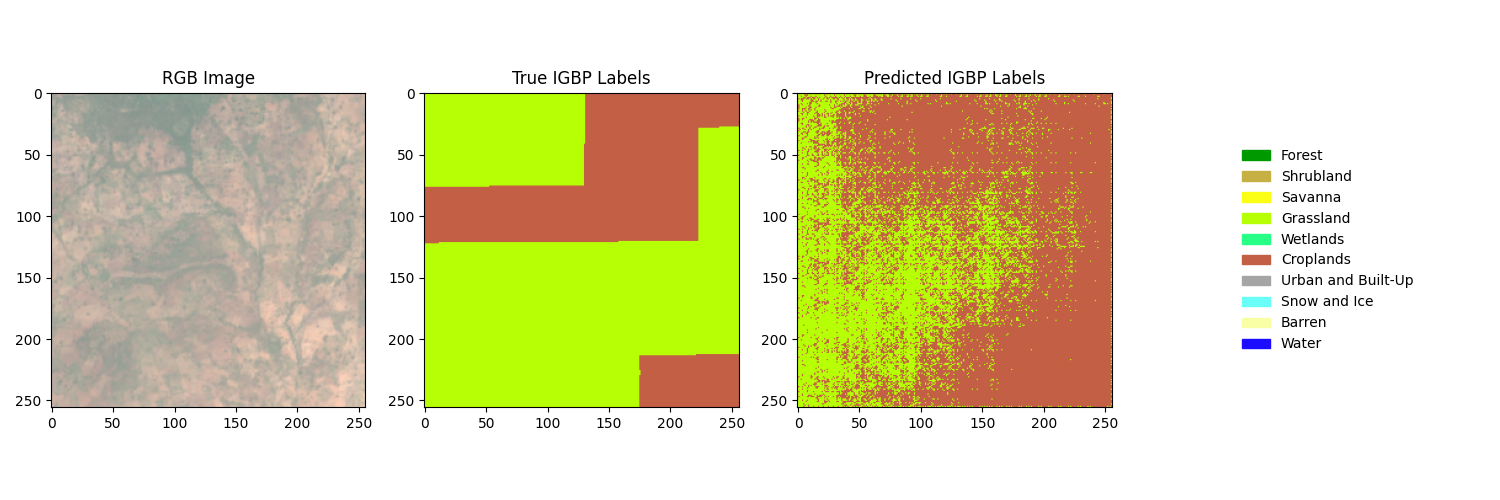 RGB Image
True IGBP Labels
Predicted IGBP Labels
0
50
100
150
200
250
0 50 100 150 200 250
0
50
100
150
200
250
0 50 100 150 200 250
0
50
100
150
200
250
0 50 100 150 200 250
Forest
Shrubland
Savanna
Grassland
Wetlands
Croplands
Urban and Built-Up
Snow and Ice
Barren
Water